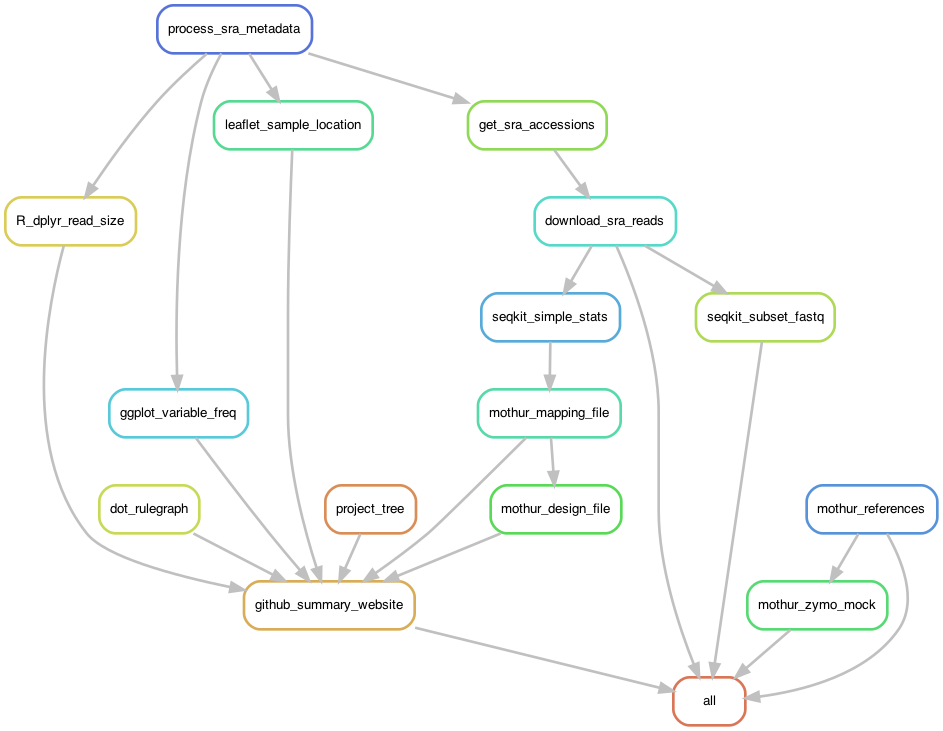 process_sra_metadata
leaflet_sample_location
get_sra_accessions
R_dplyr_read_size
download_sra_reads
seqkit_simple_stats
seqkit_subset_fastq
ggplot_variable_freq
mothur_mapping_file
dot_rulegraph
project_tree
mothur_design_file
mothur_references
github_summary_website
mothur_zymo_mock
all